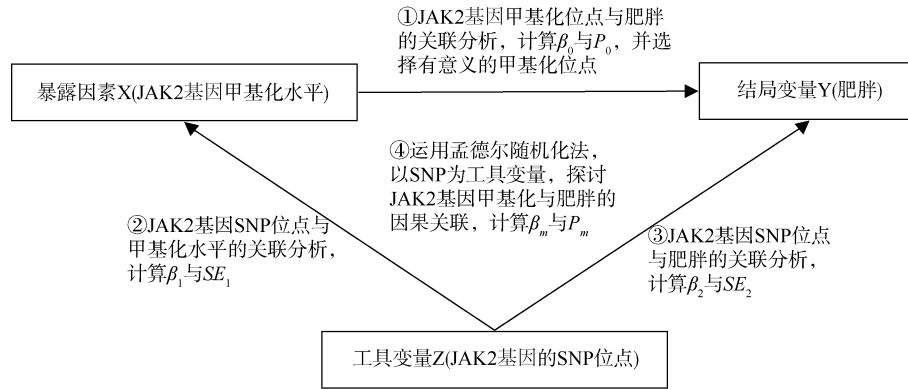 ①JAK2基因甲基化位点与肥胖
的关联分析，计算β₀与P₀，并选
择有意义的甲基化位点
暴露因素X(JAK2基因甲基化水平)
结局变量Y(肥胖)
④运用孟德尔随机化法，
以SNP为工具变量，探讨
JAK2基因甲基化与肥胖的
因果关联，计算βₘ与Pₘ
②JAK2基因SNP位点与
甲基化水平的关联分析，
计算β₁与SE₁
③JAK2基因SNP位点
与肥胖的关联分析，
计算β₂与SE₂
工具变量Z(JAK2基因的SNP位点)